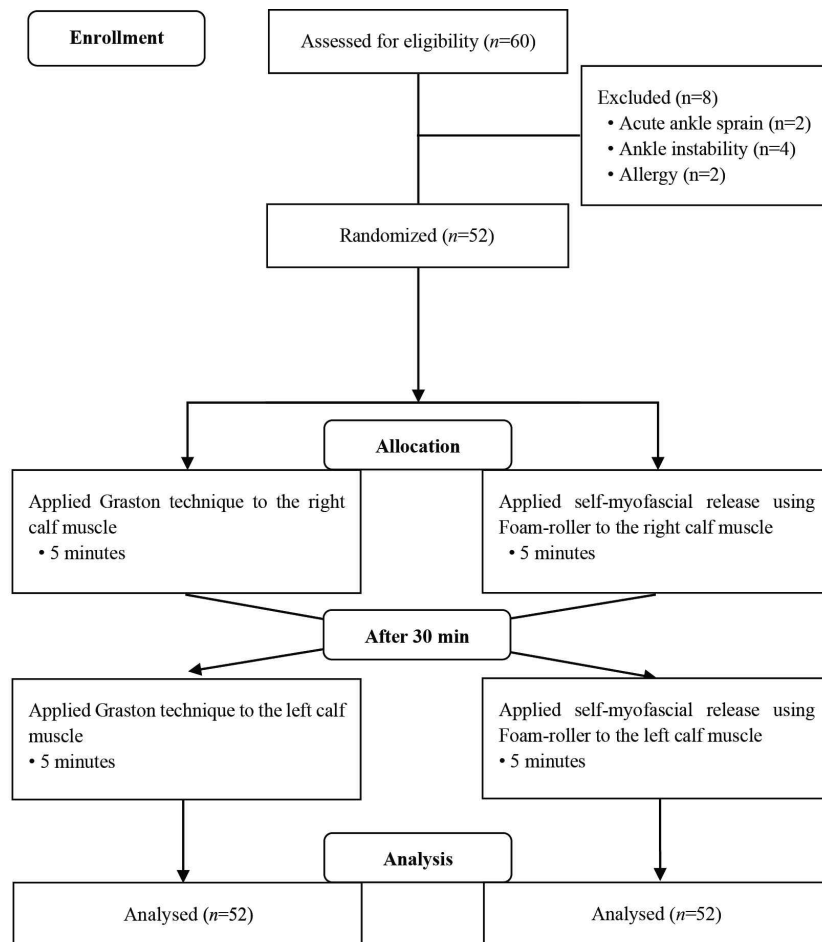 Enrollment
Assessed for eligibility (n=60)
Excluded (n=8)
• Acute ankle sprain (n=2)
• Ankle instability (n=4)
• Allergy (n=2)
Randomized (n=52)
Allocation
Applied Graston technique to the right
calf muscle
• 5 minutes
Applied self-myofascial release using
Foam-roller to the right calf muscle
• 5 minutes
After 30 min
Applied Graston technique to the left calf
muscle
• 5 minutes
Applied self-myofascial release using
Foam-roller to the left calf muscle
• 5 minutes
Analysis
Analysed (n=52)
Analysed (n=52)